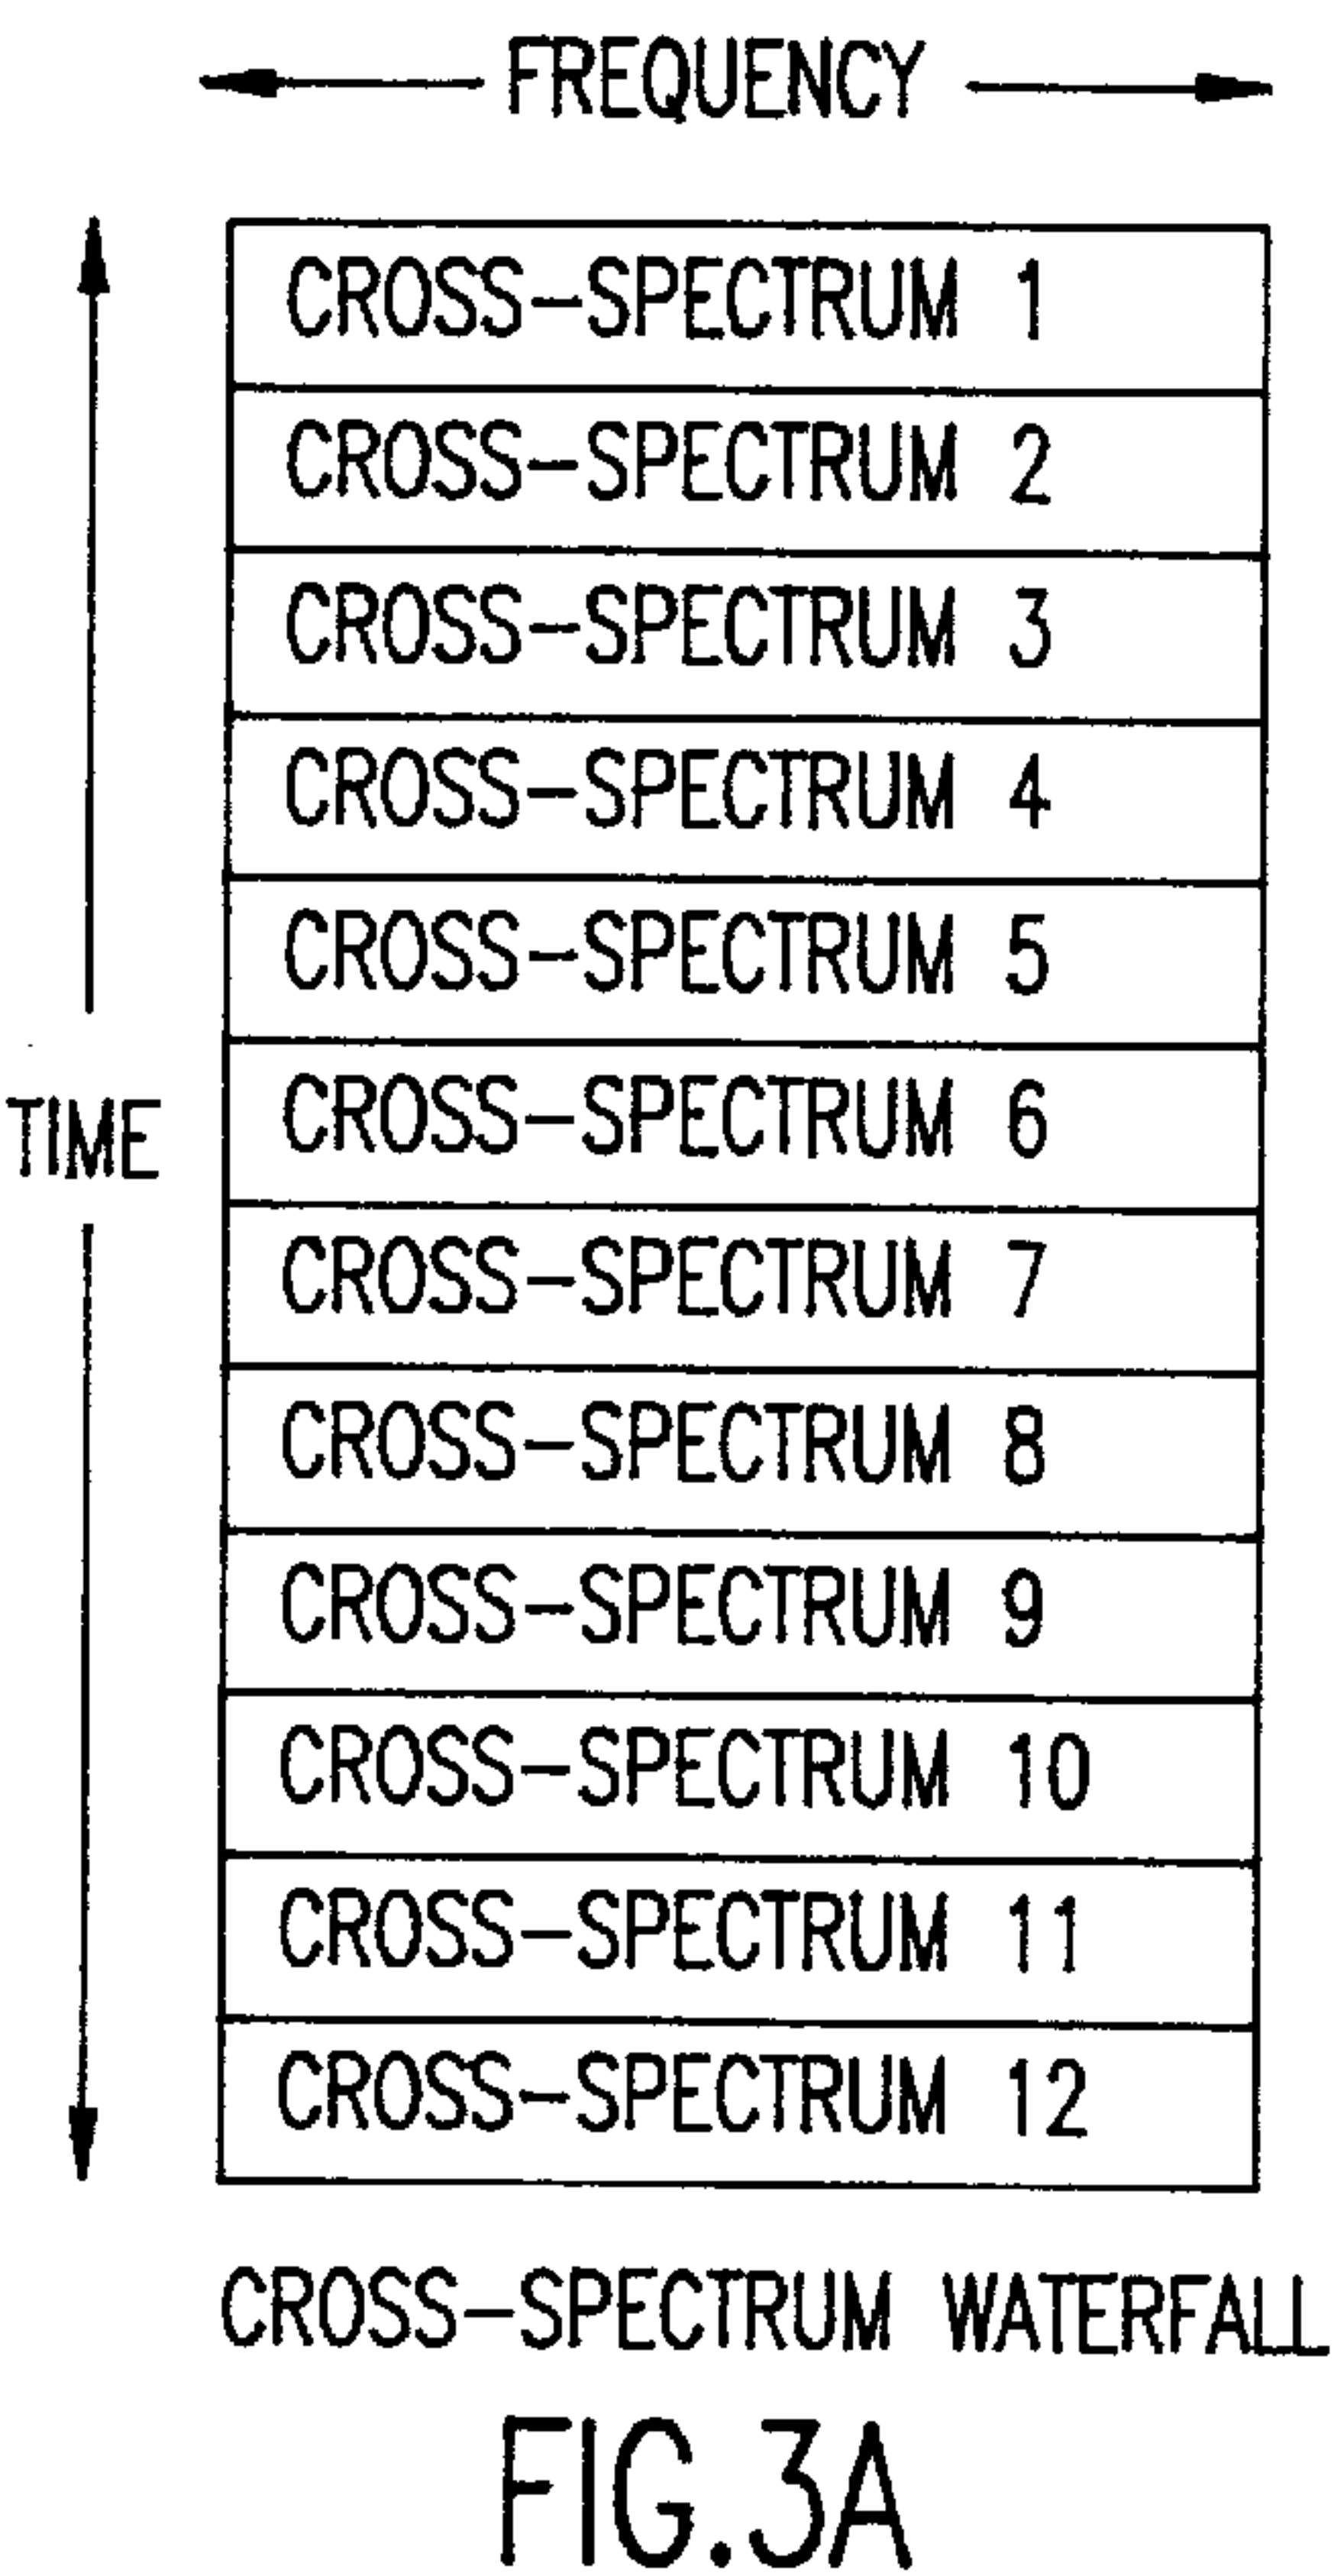 FREQUENCY
CROSS-SPECTRUM 1
CROSS-SPECTRUM 2
CROSS-SPECTRUM 3
CROSS-SPECTRUM 4
CROSS-SPECTRUM 5
CROSS-SPECTRUM 6
TIME
CROSS-SPECTRUM 7
CROSS-SPECTRUM 8
CROSS-SPECTRUM 9
CROSS-SPECTRUM 10
CROSS-SPECTRUM 11
CROSS-SPECTRUM 12
CROSS-SPECTRUM WATERFALL
FIG.3A